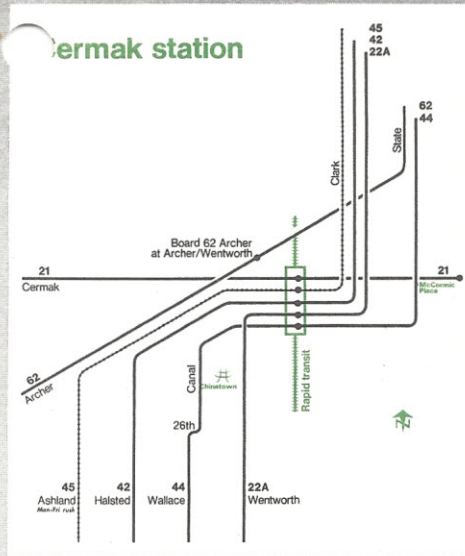 ermak station
45
42
22A
62
44
Clark
State
Board 62 Archer
at Archer/Wentworth
21
Cermak
21
McCormic
Place
62
Archer
Canal
Chinatown
Rapid transit
26th
N
45
Ashland
Mon-Fri rush
42
Halsted
44
Wallace
22A
Wentworth